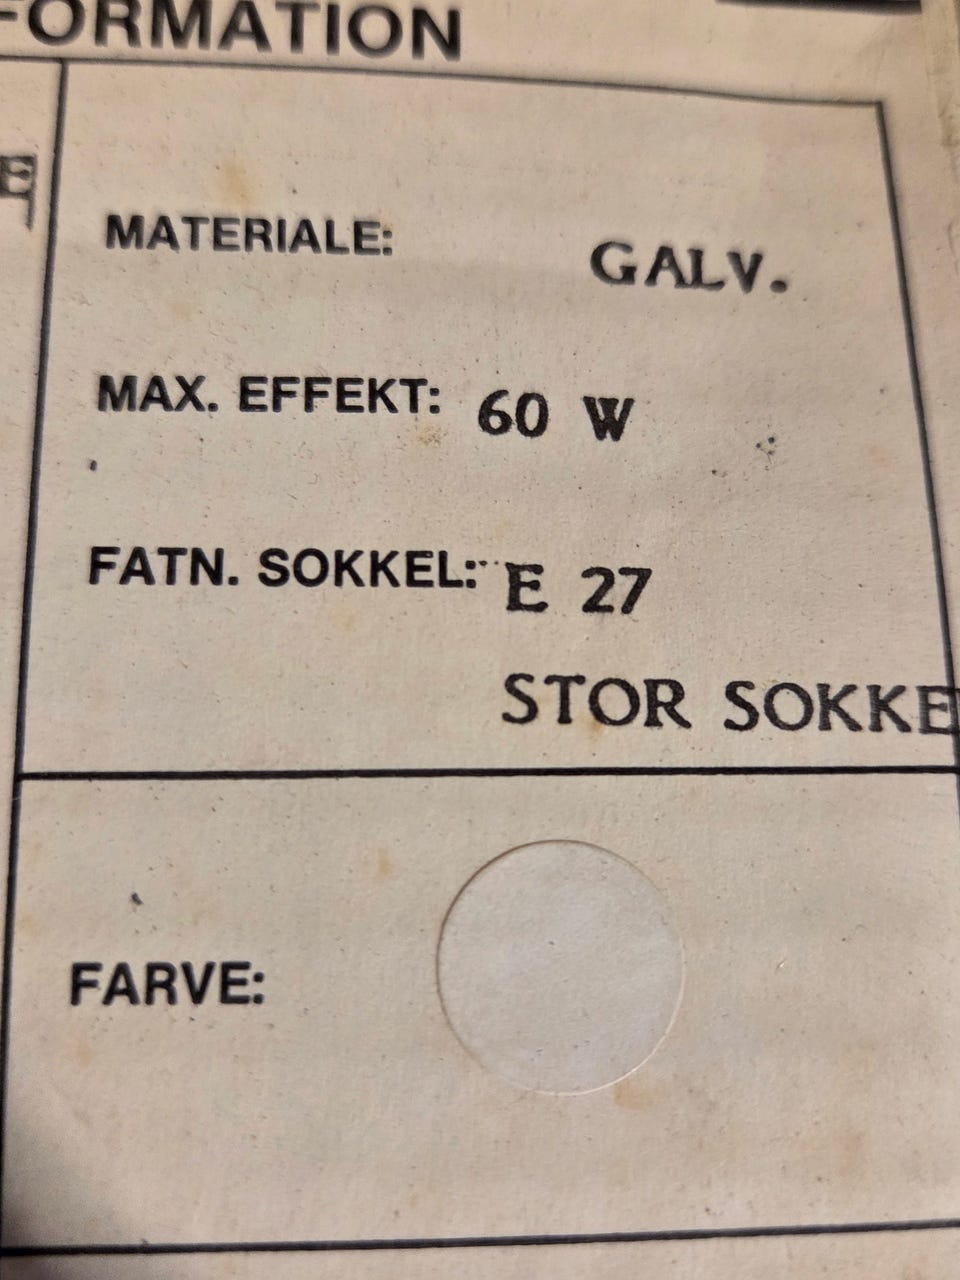 FORMATION
E
MATERIALE: GALV.
MAX. EFFEKT: 60 W
FATN. SOKKEL: E 27
STOR SOKKE
FARVE: